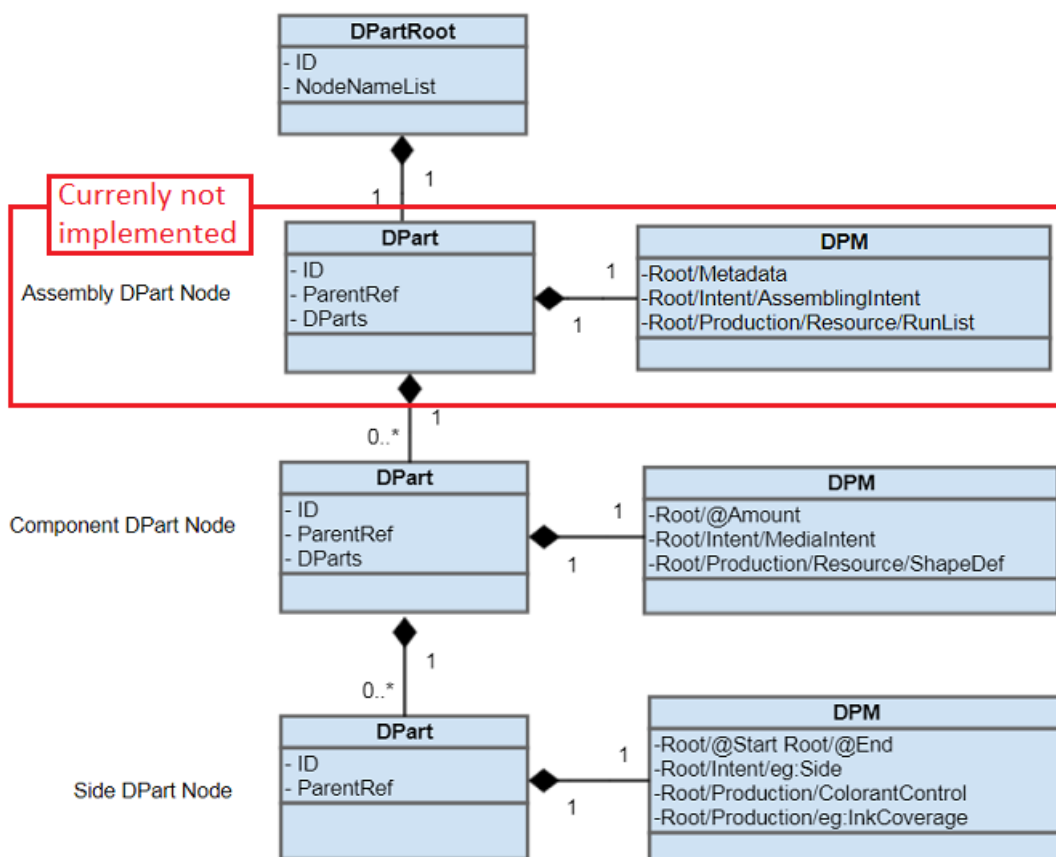 DPartRoot
- ID
- NodeNameList
1
1
Currenly not
implemented
Assembly DPart Node
DPart
- ID
- ParentRef
- DParts
1
1
DPM
-Root/Metadata
-Root/Intent/AssemblingIntent
-Root/Production/Resource/RunList
1
0..*
Component DPart Node
DPart
- ID
- ParentRef
- DParts
1
1
DPM
-Root/@Amount
-Root/Intent/MediaIntent
-Root/Production/Resource/ShapeDef
1
0..*
Side DPart Node
DPart
- ID
- ParentRef
1
1
DPM
-Root/@Start Root/@End
-Root/Intent/eg:Side
-Root/Production/ColorantControl
-Root/Production/eg:InkCoverage